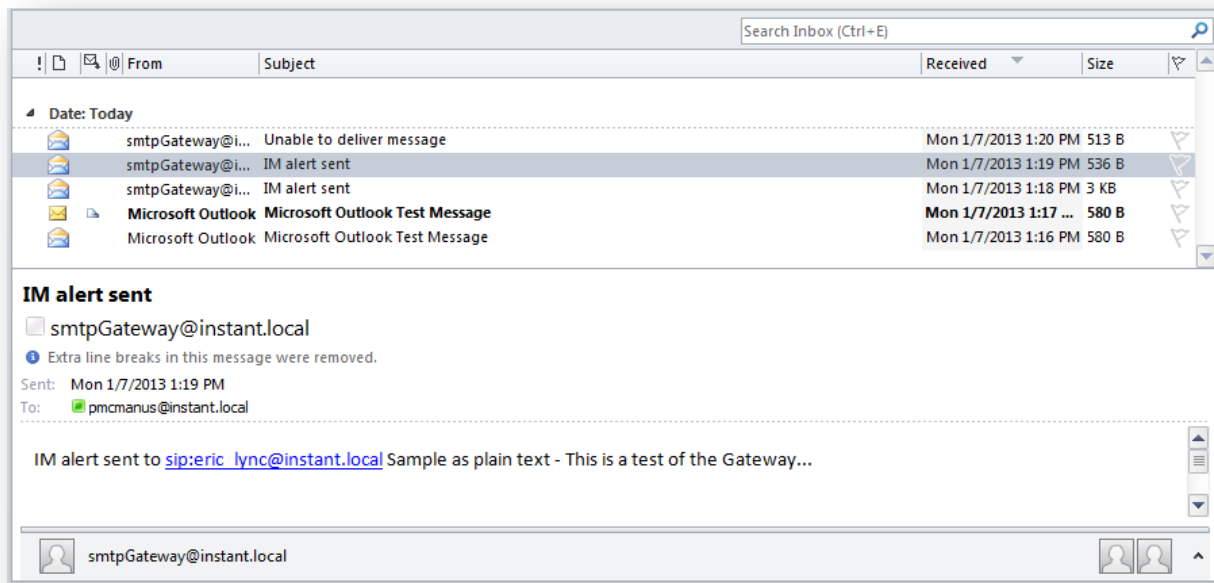 Search Inbox (Ctrl+E)
! From Subject Received Size
Date: Today
smtpGateway@i... Unable to deliver message Mon 1/7/2013 1:20 PM 513 B
smtpGateway@i... IM alert sent Mon 1/7/2013 1:19 PM 536 B
smtpGateway@i... IM alert sent Mon 1/7/2013 1:18 PM 3 KB
Microsoft Outlook Microsoft Outlook Test Message Mon 1/7/2013 1:17 ... 580 B
Microsoft Outlook Microsoft Outlook Test Message Mon 1/7/2013 1:16 PM 580 B
IM alert sent
smtpGateway@instant.local
Extra line breaks in this message were removed.
Sent: Mon 1/7/2013 1:19 PM
To: pmcmanus@instant.local
IM alert sent to sip:eric_lync@instant.local Sample as plain text - This is a test of the Gateway...
smtpGateway@instant.local